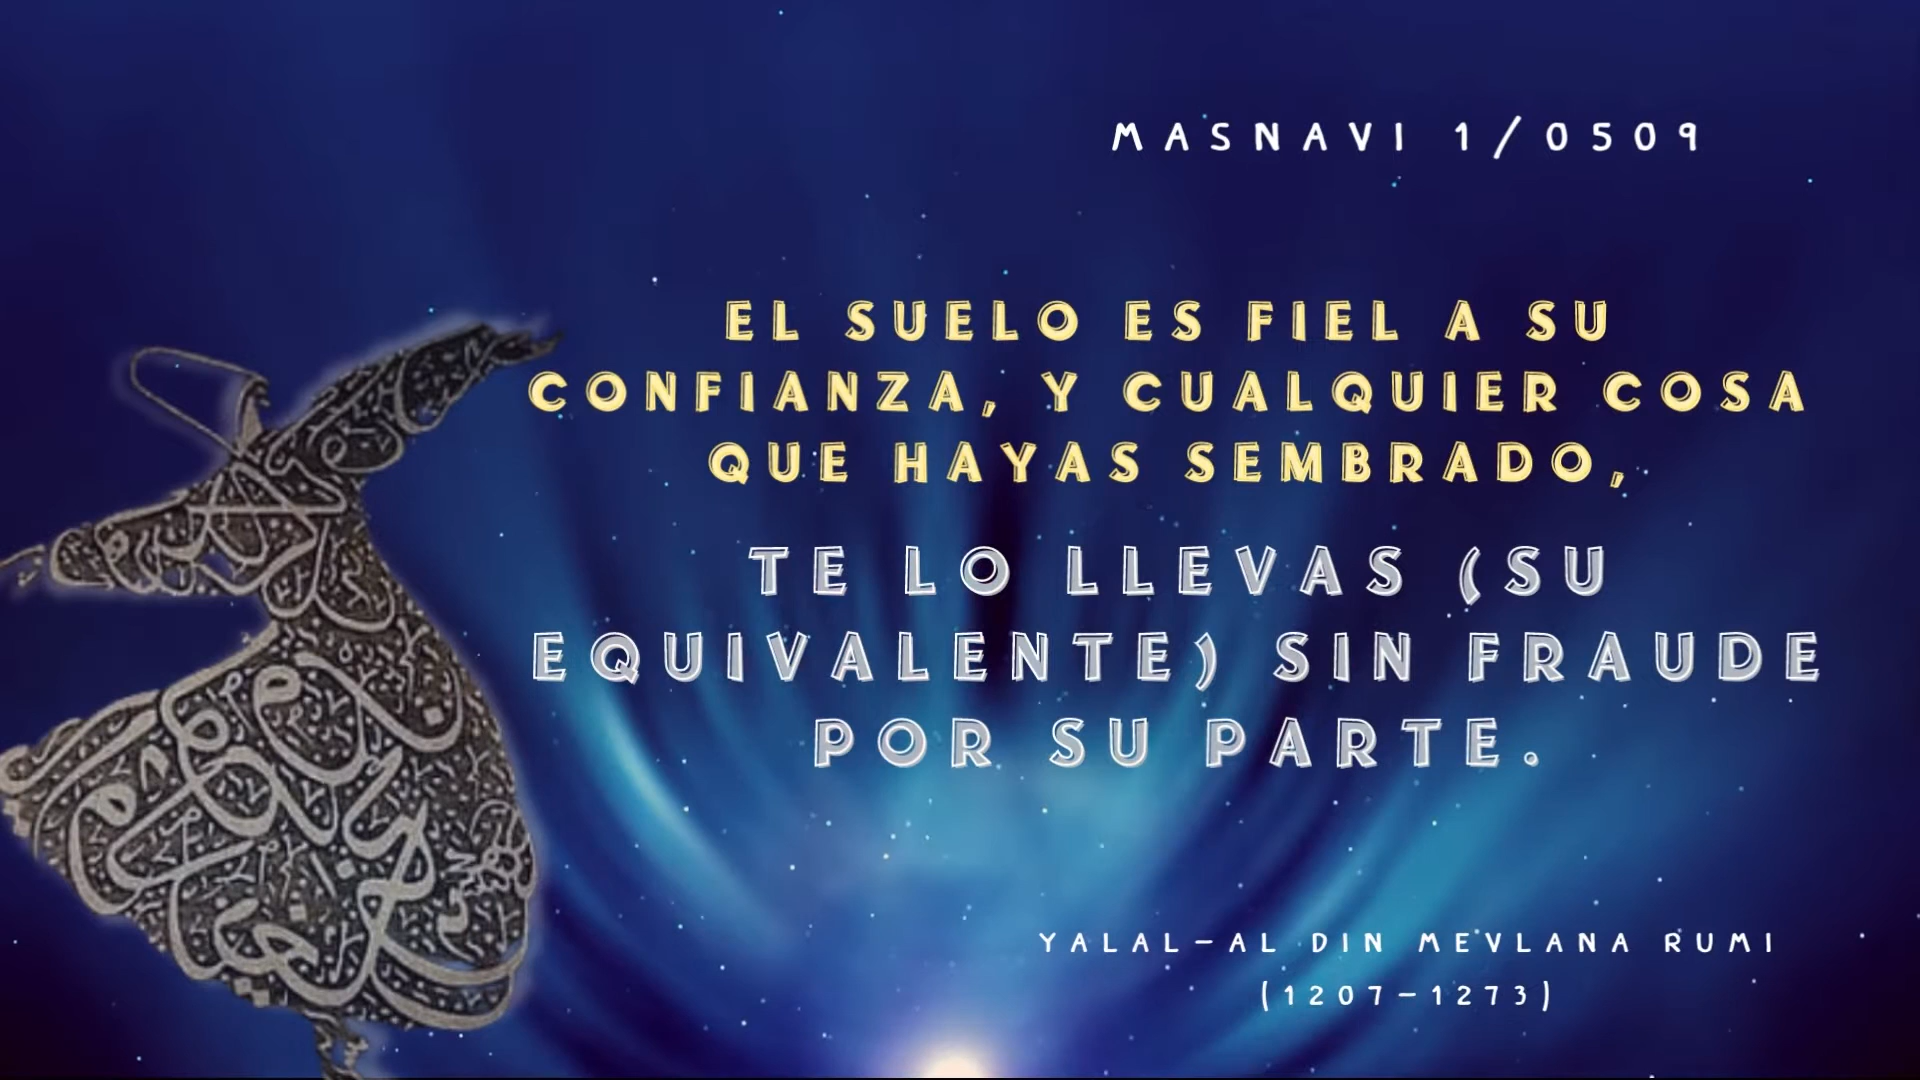 MASNAVI 1/0509
EL SUELO ES FIEL A SU
CONFIANZA, Y CUALQUIER COSA
QUE HAYAS SEMBRADO,
TE LO LLEVAS (SU
EQUIVALENTE) SIN FRAUDE
POR SU PARTE.
YALAL-AL DIN MEVLANA RUMI
(1207-1273)